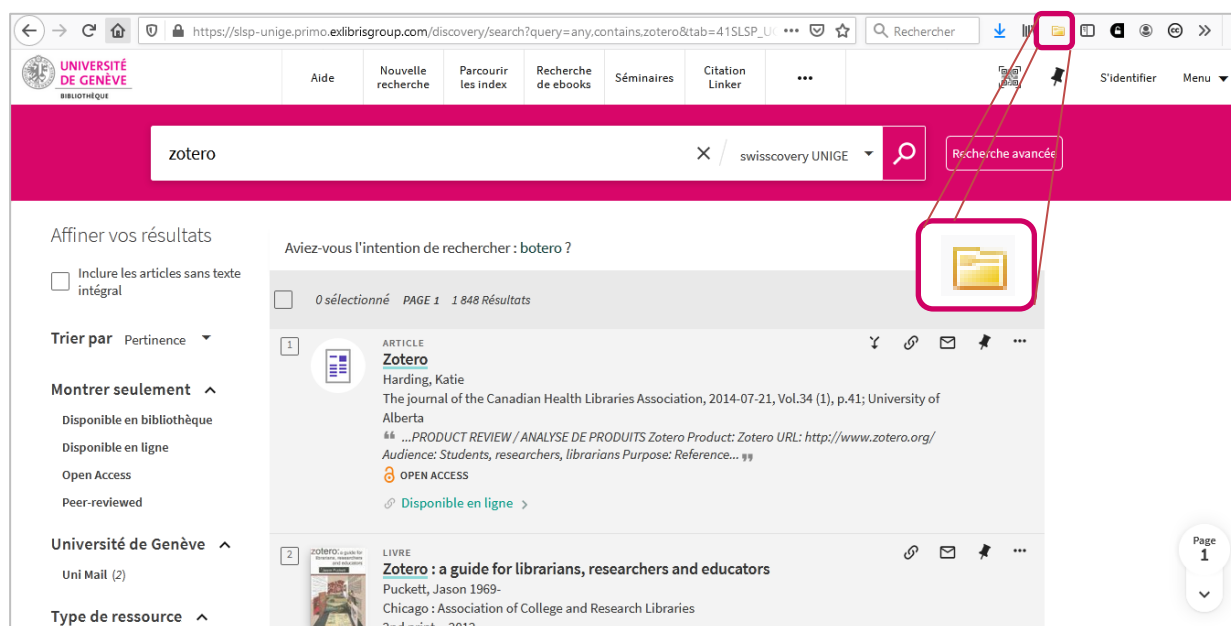 https://slsp-unige.primo.exlibrisgroup.com/discovery/search?query=any,contains,zotero&tab=41SLSP_U
Rechercher
UNIVERSITÉ
DE GENÈVE
BIBLIOTHÈQUE
Aide
Nouvelle
recherche
Parcourir
les index
Recherche
de ebooks
Séminaires
Citation
Linker
S'identifier
Menu
zotero
swisscovery UNIGE
Recherche avancée
Affiner vos résultats
Inclure les articles sans texte
intégral
Trier par Pertinence
Montrer seulement
Disponible en bibliothèque
Disponible en ligne
Open Access
Peer-reviewed
Université de Genève
Uni Mail (2)
Type de ressource
Aviez-vous l'intention de rechercher : botero ?
0 sélectionné PAGE 1 1 848 Résultats
1
ARTICLE
Zotero
Harding, Katie
The journal of the Canadian Health Libraries Association, 2014-07-21, Vol.34 (1), p.41; University of
Alberta
...PRODUCT REVIEW / ANALYSE DE PRODUITS Zotero Product: Zotero URL: http://www.zotero.org/
Audience: Students, researchers, librarians Purpose: Reference...
OPEN ACCESS
Disponible en ligne
2
zotero: a guide for
librarians, researchers
and educators
LIVRE
Zotero : a guide for librarians, researchers and educators
Puckett, Jason 1969-
Chicago : Association of College and Research Libraries
Page
1